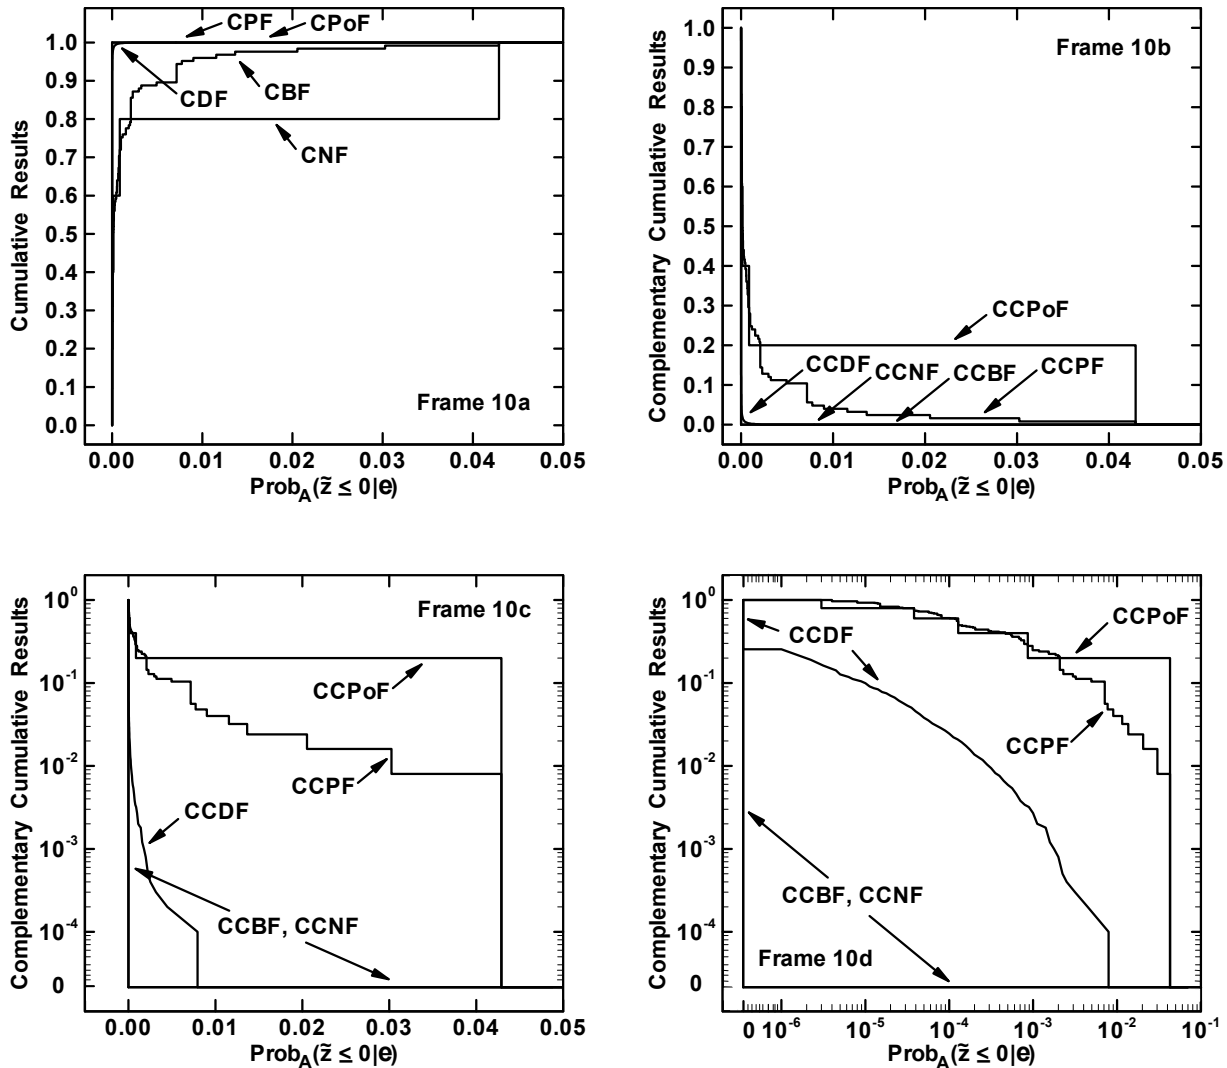 CPF CPoF
1.0
0.9
0.8
0.7
0.6
0.5
0.4
0.3
0.2
0.1
0.0
Cumulative Results
CDF
CBF
CNF
Frame 10a
0.00 0.01 0.02 0.03 0.04 0.05
Prob_A(z̃ ≤ 0|e)
Frame 10b
1.0
0.9
0.8
0.7
0.6
0.5
0.4
0.3
0.2
0.1
0.0
Complementary Cumulative Results
CCPoF
CCDF
CCNF
CCBF
CCPF
0.00 0.01 0.02 0.03 0.04 0.05
Prob_A(z̃ ≤ 0|e)
Frame 10c
10⁰
10⁻¹
10⁻²
10⁻³
10⁻⁴
0
Complementary Cumulative Results
CCPoF
CCPF
CCDF
CCBF, CCNF
0.00 0.01 0.02 0.03 0.04 0.05
Prob_A(z̃ ≤ 0|e)
10⁰
10⁻¹
10⁻²
10⁻³
10⁻⁴
0
Complementary Cumulative Results
CCPoF
CCDF
CCPF
CCBF, CCNF
Frame 10d
0 10⁻⁶ 10⁻⁵ 10⁻⁴ 10⁻³ 10⁻² 10⁻¹
Prob_A(z̃ ≤ 0|e)